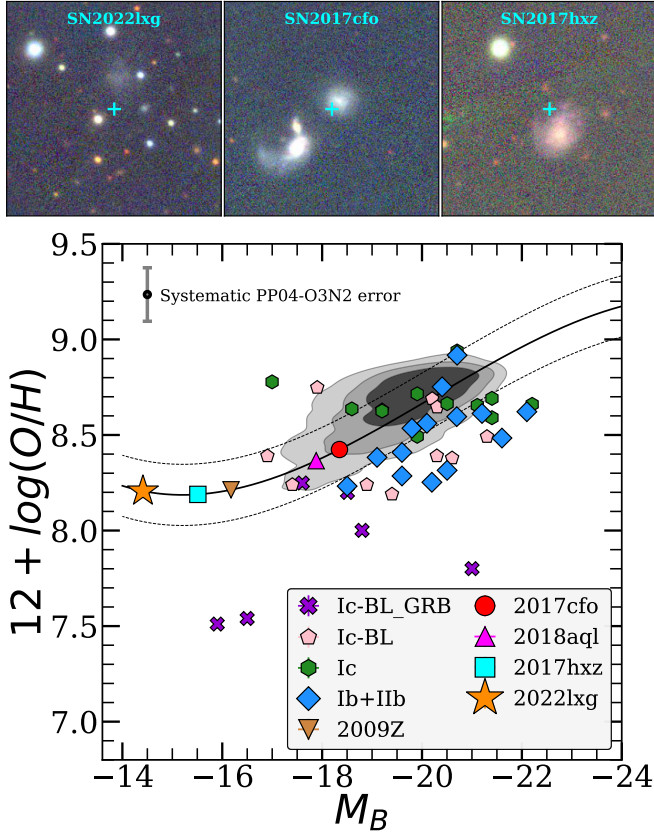 SN2022lxg
SN2017cfo
SN2017hxz
9.5
9.0
8.5
8.0
7.5
7.0
12 + log(O/H)
Systematic PP04-O3N2 error
Ic-BL_GRB
Ic-BL
Ic
Ib+IIb
2009Z
2017cfo
2018aql
2017hxz
2022lxg
−14
−16
−18
−20
−22
−24
M_B